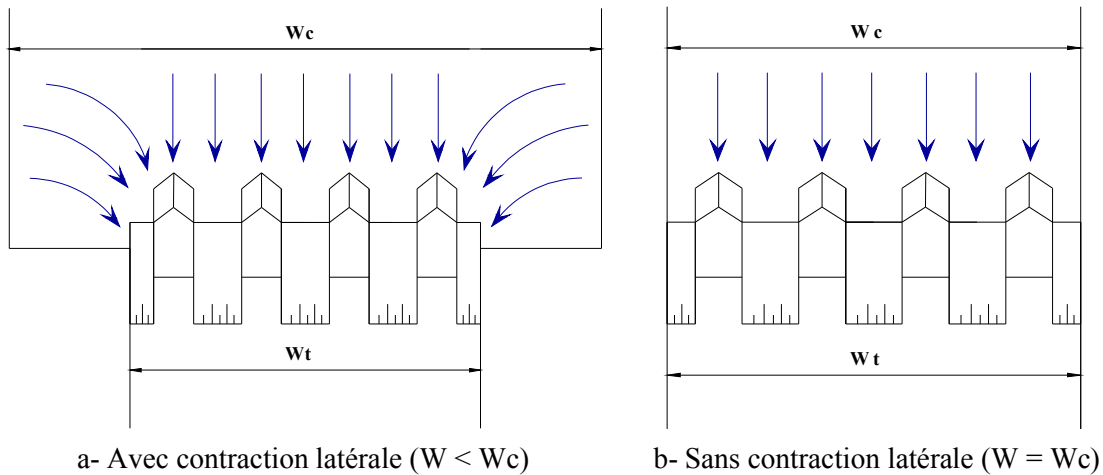 Wc
W c
Wt
W t
a- Avec contraction latérale (W < Wc)
b- Sans contraction latérale (W = Wc)